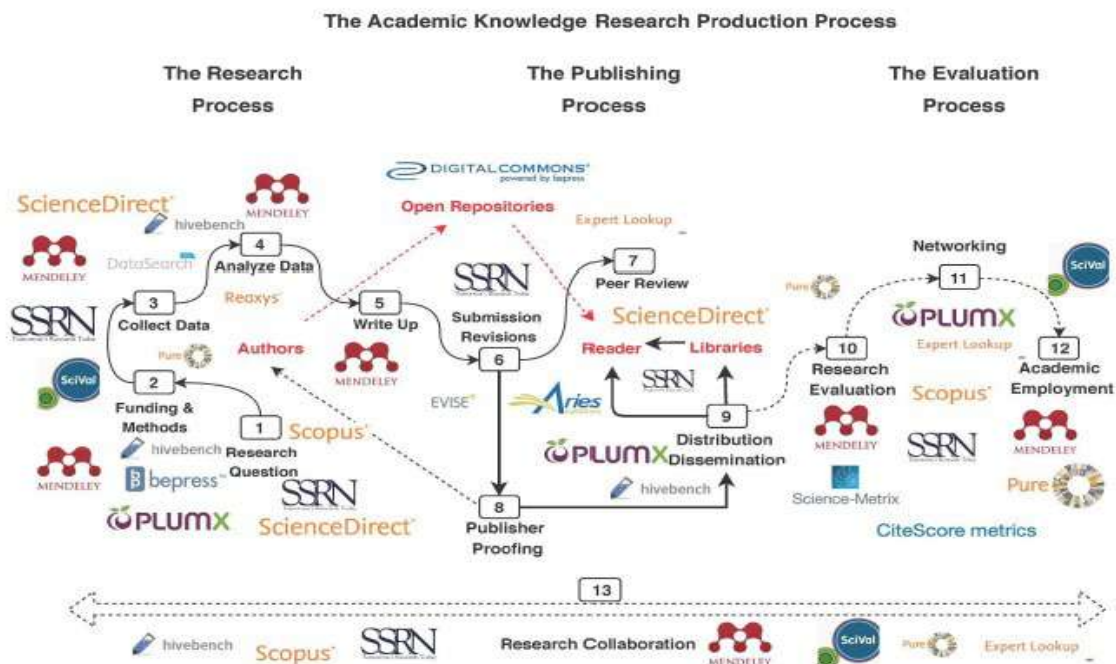 The Academic Knowledge Research Production Process
The Research
Process
The Publishing
Process
The Evaluation
Process
DIGITAL COMMONS
powered by bepress
Open Repositories
ScienceDirect
hivebench
MENDELEY
Expert Lookup
Networking
MENDELEY
DataSearch
4
Analyze Data
SSRN
7
Peer Review
11
SciVal
Pure
SSRN
3
Collect Data
Reaxys
5
Write Up
Submission
Revisions
ScienceDirect
PLUMX
Expert Lookup
Pure
Authors
MENDELEY
6
Reader
Libraries
10
Research
Evaluation
12
Academic
Employment
SciVal
2
Funding &
Methods
EVISE
Aries
SSRN
Scopus
1
Research
Question
Scopus
9
Distribution
Dissemination
MENDELEY
SSRN
MENDELEY
MENDELEY
hivebench
bepress
SSRN
PLUMX
hivebench
Science-Metrix
Pure
PLUMX
ScienceDirect
8
Publisher
Proofing
CiteScore metrics
13
hivebench
Scopus
SSRN
Research Collaboration
MENDELEY
SciVal
Pure
Expert Lookup